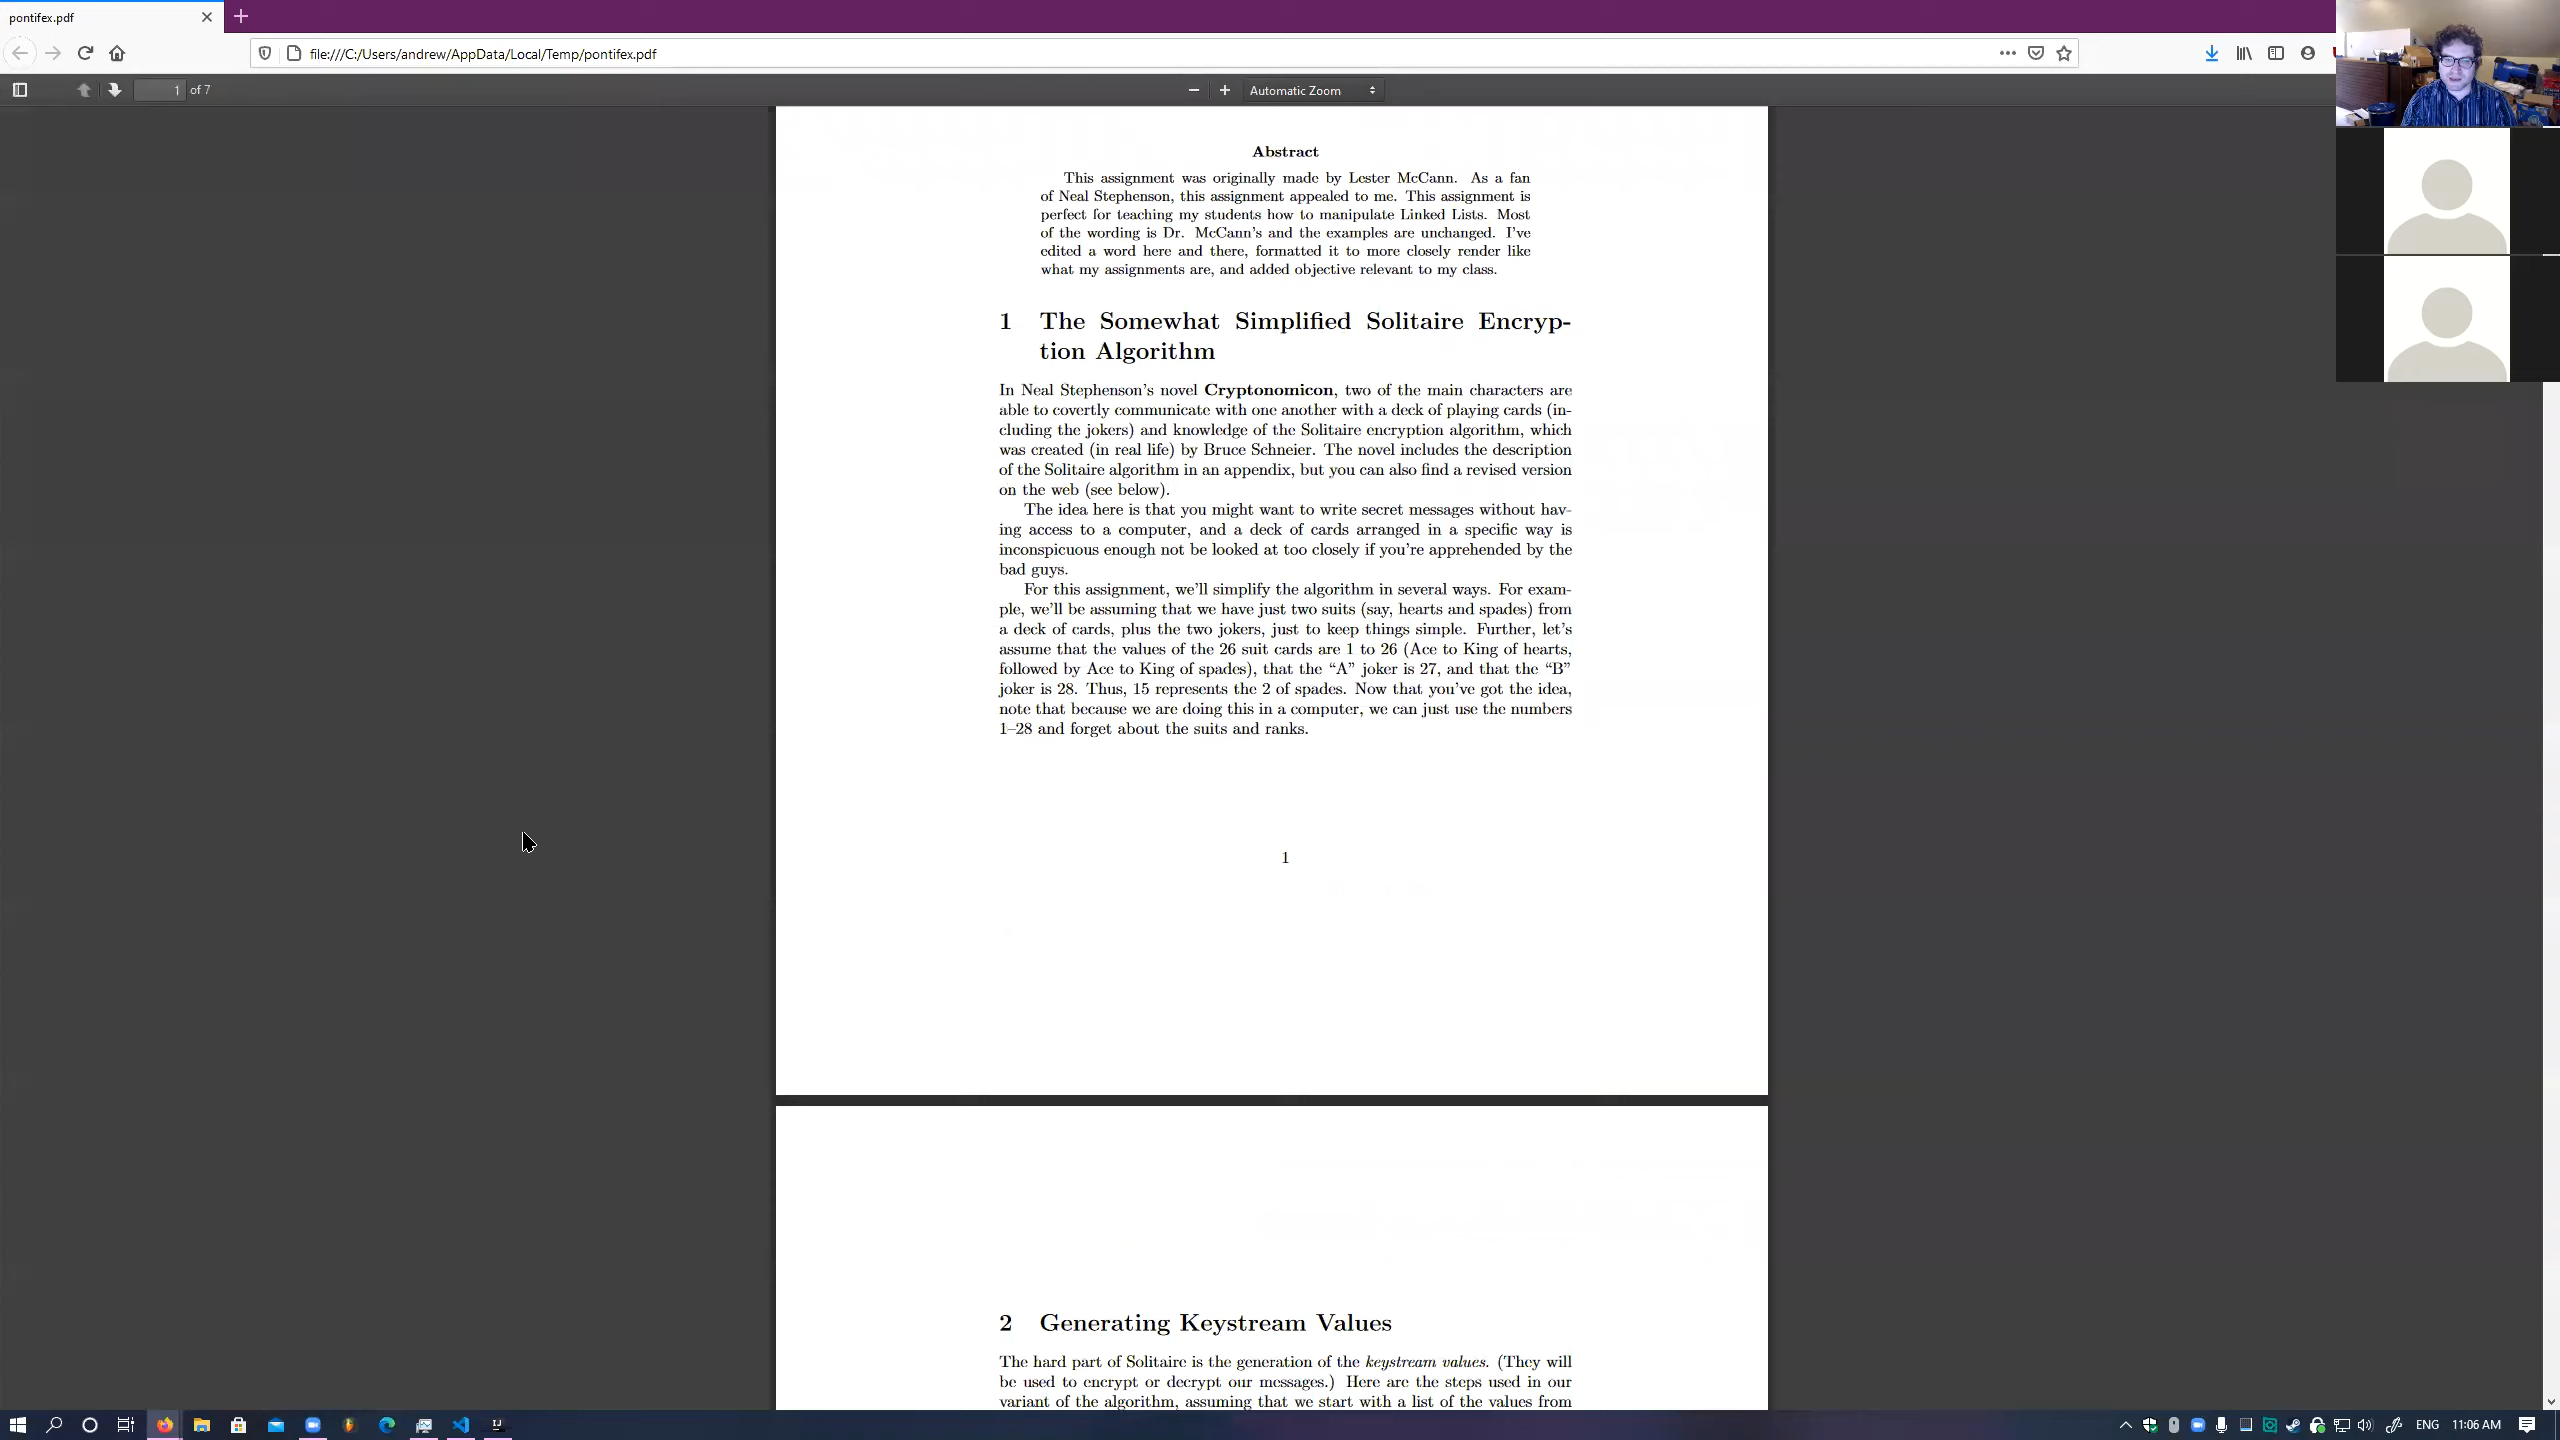 pontifex.pdf
file:///C:/Users/andrew/AppData/Local/Temp/pontifex.pdf
1 of 7
Automatic Zoom
Abstract
This assignment was originally made by Lester McCann. As a fan
of Neal Stephenson, this assignment appealed to me. This assignment is
perfect for teaching my students how to manipulate Linked Lists. Most
of the wording is Dr. McCann's and the examples are unchanged. I've
edited a word here and there, formatted it to more closely render like
what my assignments are, and added objective relevant to my class.
1 The Somewhat Simplified Solitaire Encryp-
tion Algorithm
In Neal Stephenson's novel Cryptonomicon, two of the main characters are
able to covertly communicate with one another with a deck of playing cards (in-
cluding the jokers) and knowledge of the Solitaire encryption algorithm, which
was created (in real life) by Bruce Schneier. The novel includes the description
of the Solitaire algorithm in an appendix, but you can also find a revised version
on the web (see below).
The idea here is that you might want to write secret messages without hav-
ing access to a computer, and a deck of cards arranged in a specific way is
inconspicuous enough not be looked at too closely if you're apprehended by the
bad guys.
For this assignment, we'll simplify the algorithm in several ways. For exam-
ple, we'll be assuming that we have just two suits (say, hearts and spades) from
a deck of cards, plus the two jokers, just to keep things simple. Further, let's
assume that the values of the 26 suit cards are 1 to 26 (Ace to King of hearts,
followed by Ace to King of spades), that the “A” joker is 27, and that the “B”
joker is 28. Thus, 15 represents the 2 of spades. Now that you've got the idea,
note that because we are doing this in a computer, we can just use the numbers
1–28 and forget about the suits and ranks.
1
2 Generating Keystream Values
The hard part of Solitaire is the generation of the keystream values. (They will
be used to encrypt or decrypt our messages.) Here are the steps used in our
variant of the algorithm, assuming that we start with a list of the values from
ENG 11:06 AM